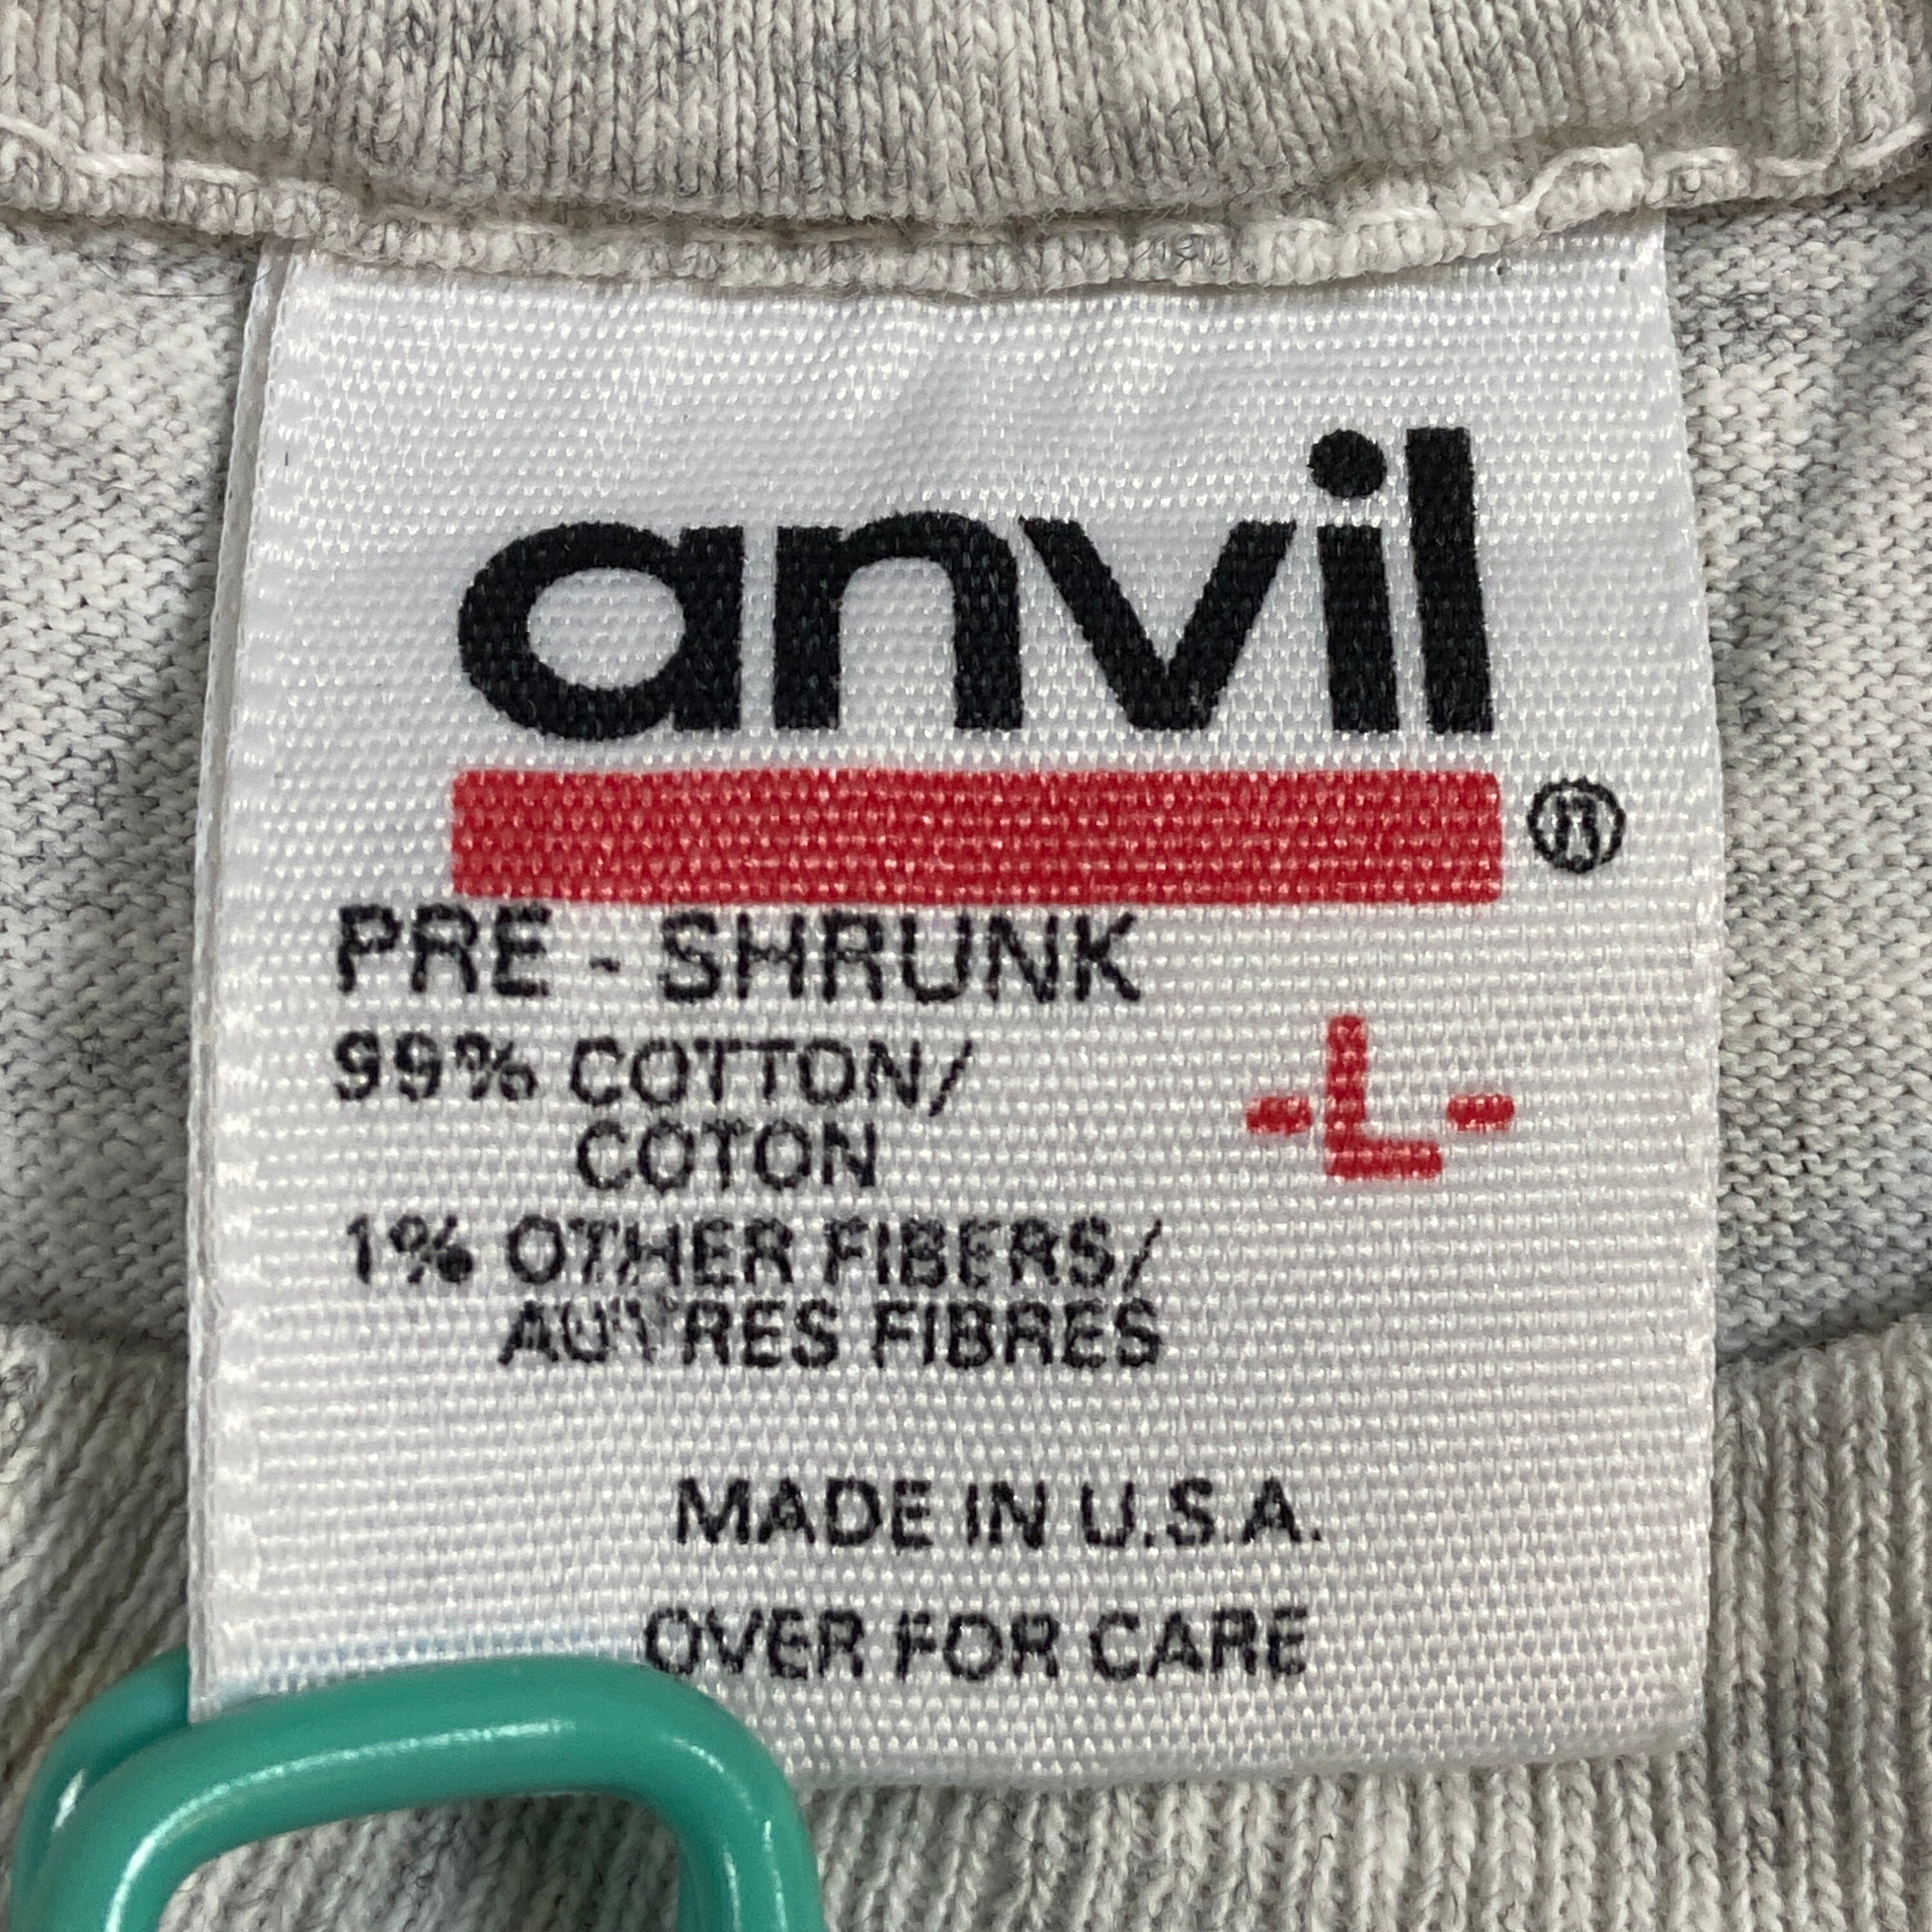 anvil
®
PRE - SHRUNK
99% COTTON/
COTON
-L-
1% OTHER FIBERS/
AUTRES FIBRES
MADE IN U.S.A.
OVER FOR CARE